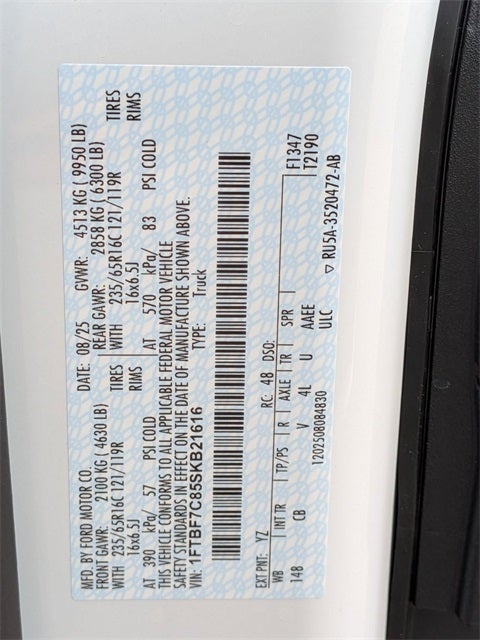 MFD. BY FORD MOTOR CO.
DATE: 08/25 GVWR: 4513 KG ( 9950 LB)
FRONT GAWR: 2100 KG ( 4630 LB) REAR GAWR: 2858 KG ( 6300 LB)
WITH 235/65R16C 121/119R TIRES WITH 235/65R16C 121/119R TIRES
16x6.5J RIMS 16x6.5J RIMS
AT 390 kPa/ 57 PSI COLD AT 570 kPa/ 83 PSI COLD
THIS VEHICLE CONFORMS TO ALL APPLICABLE FEDERAL MOTOR VEHICLE
SAFETY STANDARDS IN EFFECT ON THE DATE OF MANUFACTURE SHOWN ABOVE.
VIN: 1FTBF7C85SKB21616 TYPE: Truck
F1347
T2190
EXT PNT: YZ RC: 48 DSO:
WB INT TR TP/PS R AXLE TR SPR
148 CB V 4L U AAEE
ULC
▽ RU5A-3520472-AB
1202508084830